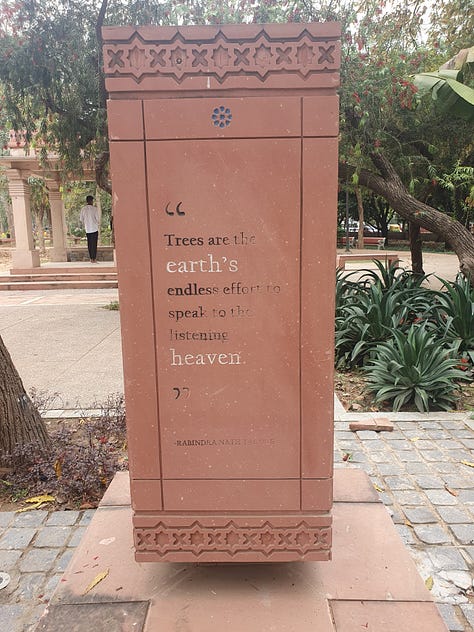 “
Trees are the
earth's
endless effort to
speak to the
listening
heaven.
”
-RABINDRA NATH TAGORE